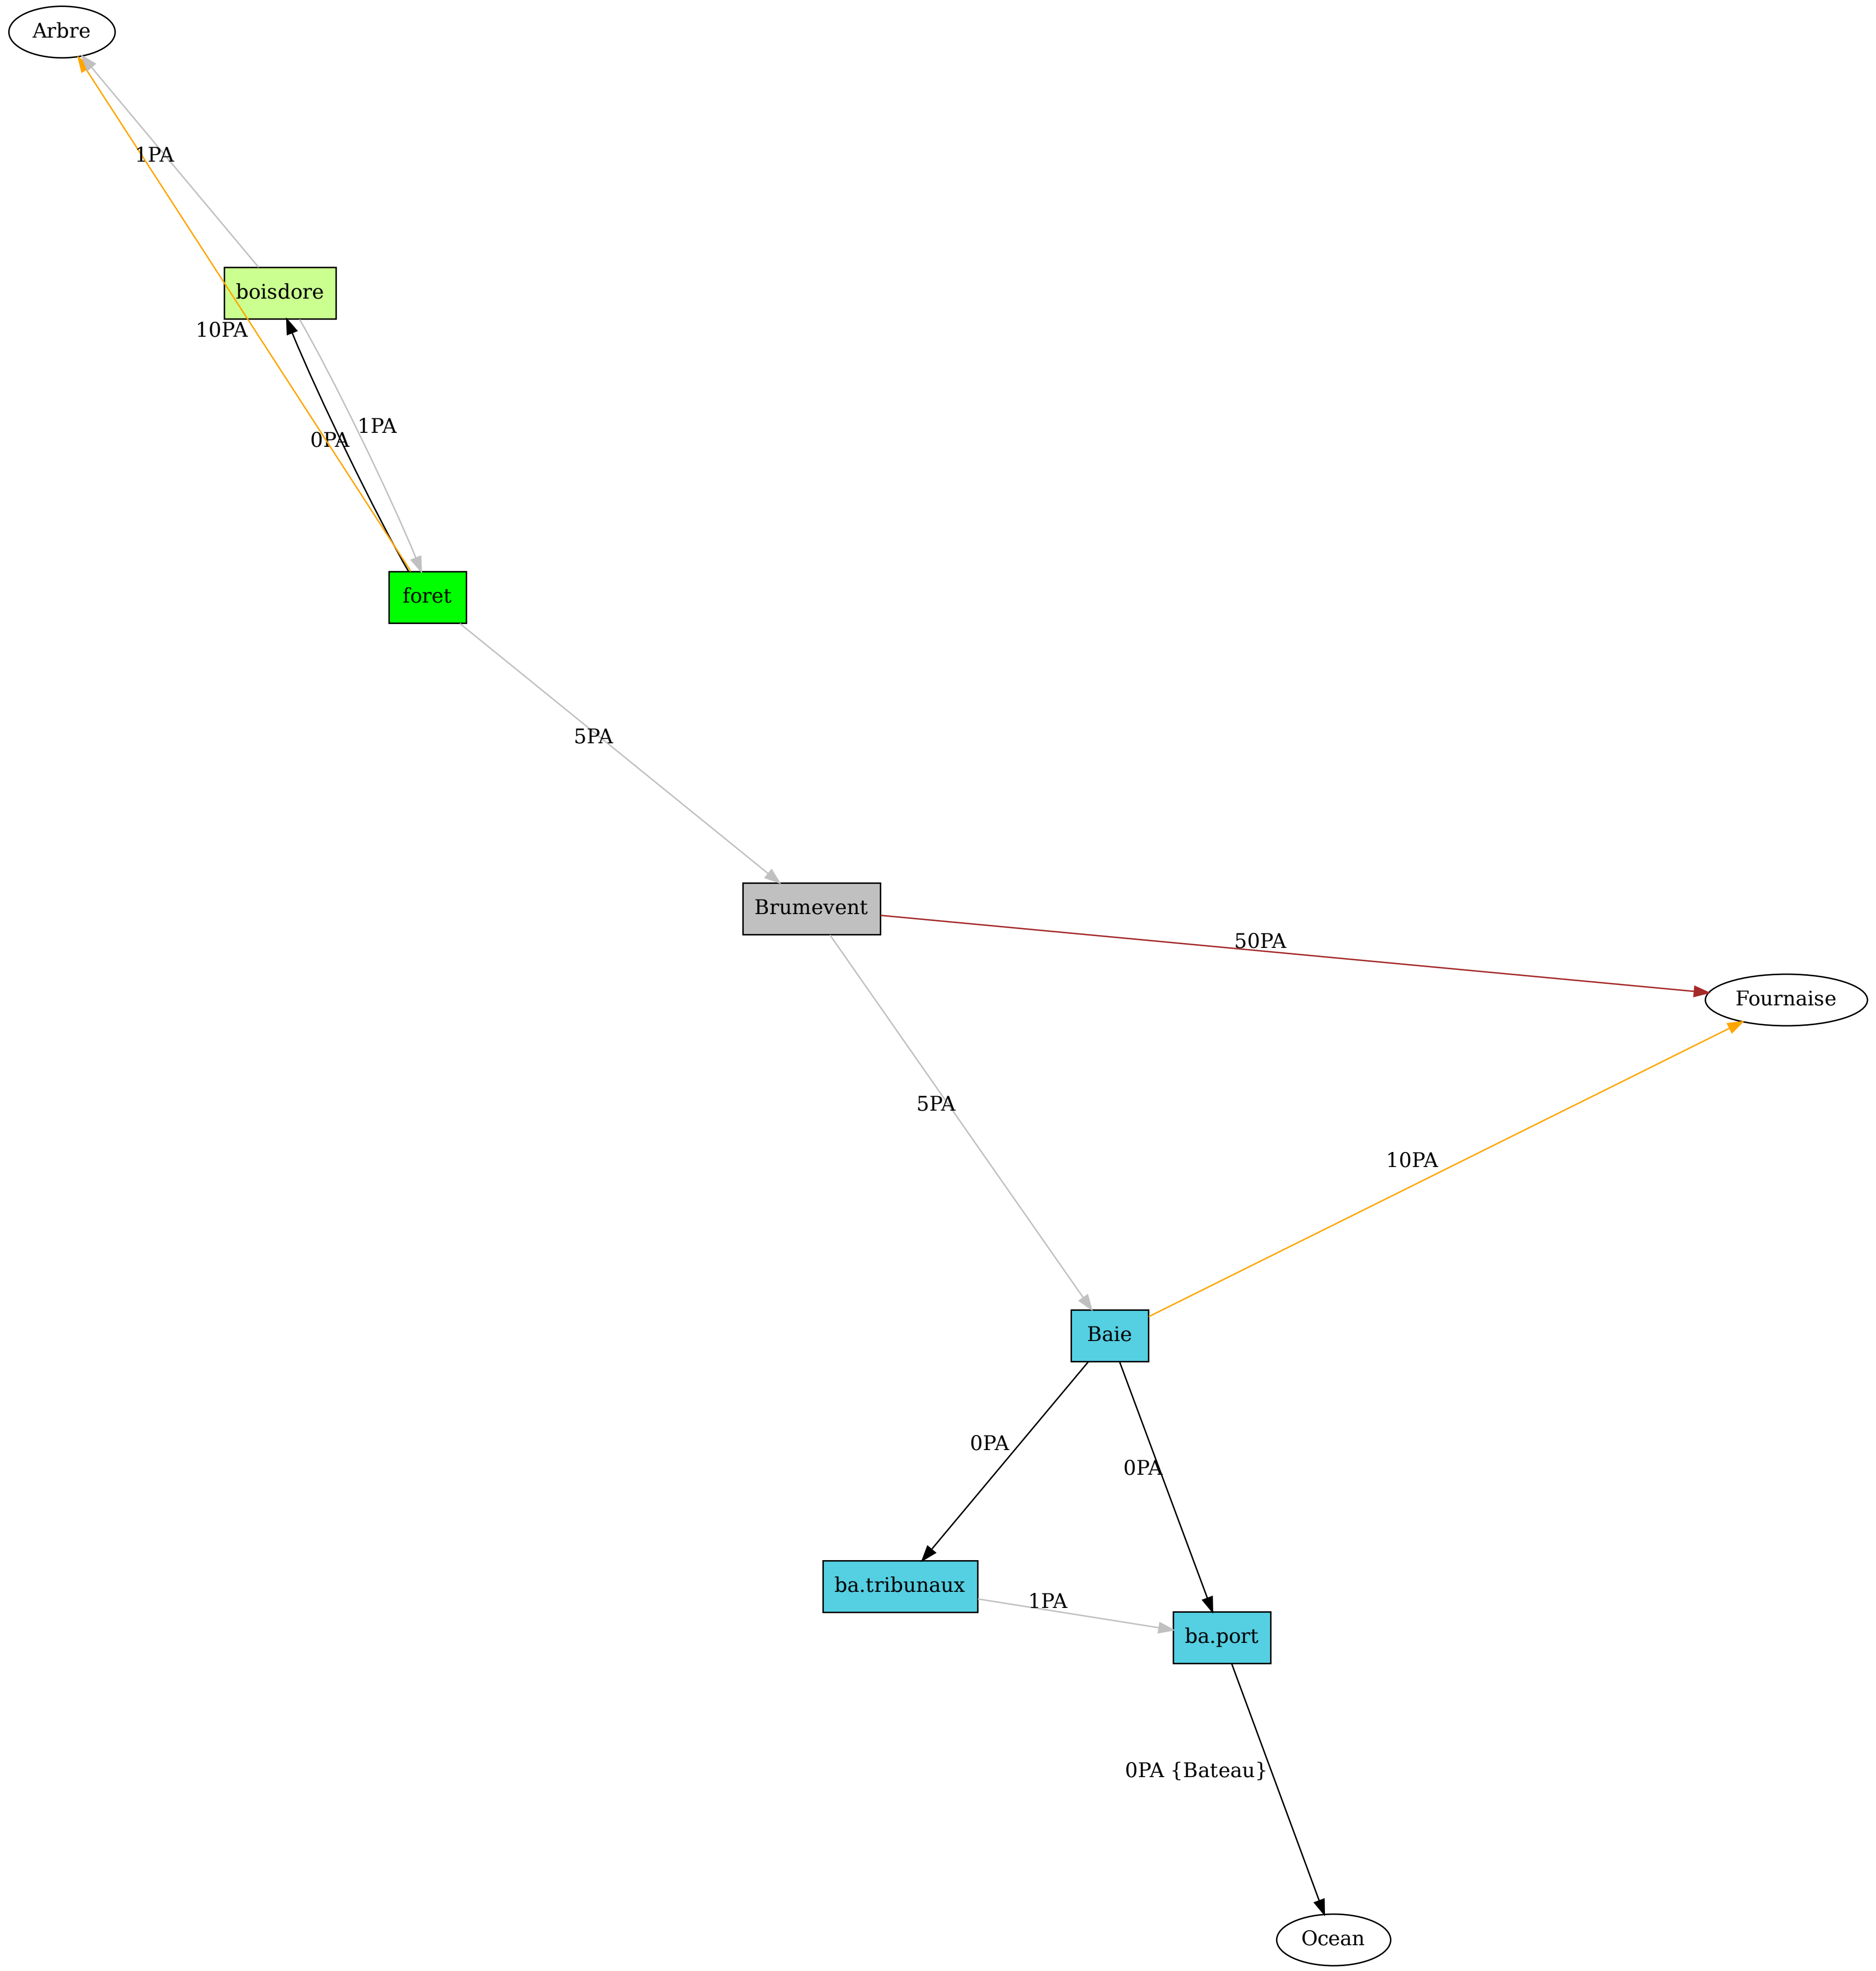 Arbre
1PA
boisdore
10PA
1PA
0PA
foret
5PA
Brumevent
50PA
Fournaise
5PA
10PA
Baie
0PA
0PA
ba.tribunaux
1PA
ba.port
0PA {Bateau}
Ocean